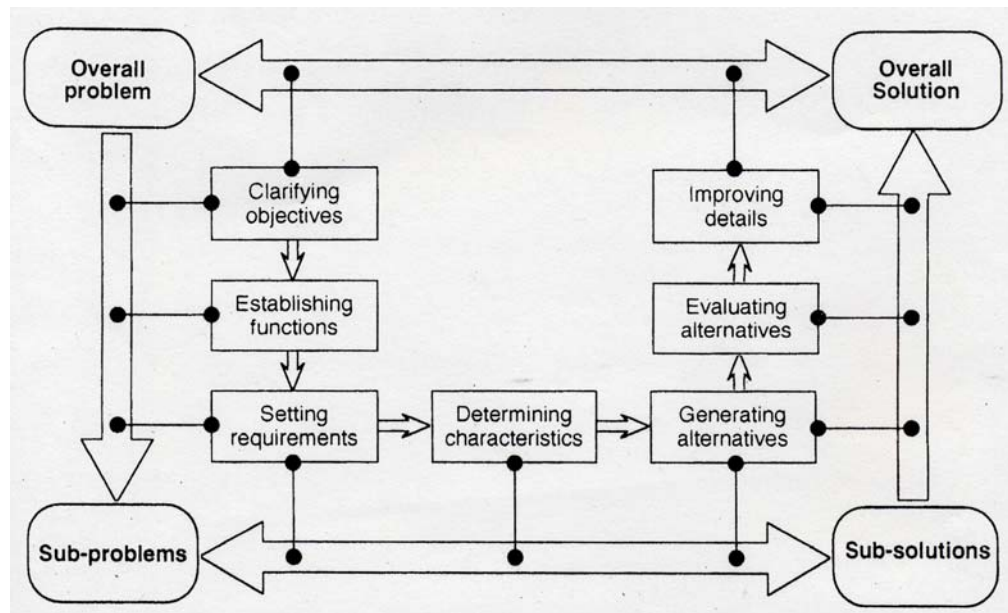 Overall
problem
Overall
Solution
Clarifying
objectives
Improving
details
Establishing
functions
Evaluating
alternatives
Setting
requirements
Determining
characteristics
Generating
alternatives
Sub-problems
Sub-solutions